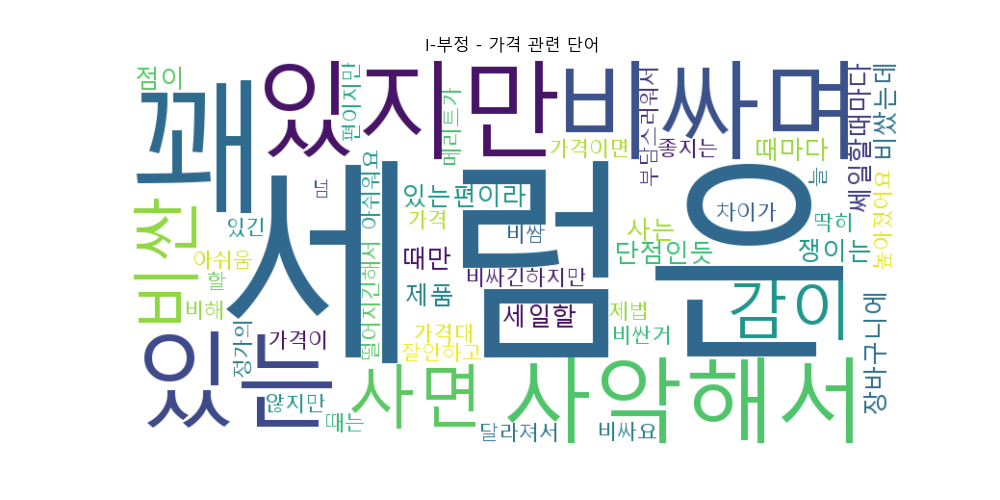 I-부정 - 가격 관련 단어
점이
꽤
있지만
편이지만
메리트가
비싸며
가격이면
부담스러워서
좋지는
때마다
늘
쎄일할때마다
비쌌는데
세럼은
넘
아쉬워요
있는편이라
가격
비쌈
차이가
사는
딱히
단점인듯
쟁이는
높아졌어요
비싼
있긴
아쉬움
할
비해
때만
비싸긴하지만
제품
세일할
제법
감이
비싼거
정가의
가격이
떨어지긴해서
가격대
잘안하고
장바구니에
있는
않지만
때는
사면
사악해서
달라져서
비싸요